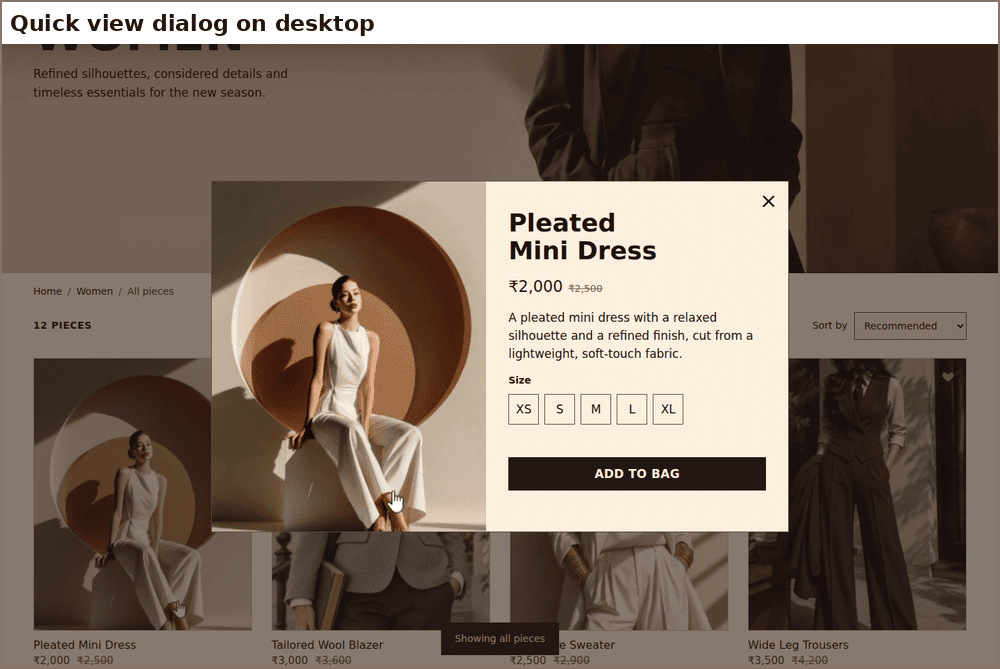 Quick view dialog on desktop
WOMEN
Refined silhouettes, considered details and
timeless essentials for the new season.
Pleated
Mini Dress
₹2,000 ₹2,500
A pleated mini dress with a relaxed
silhouette and a refined finish, cut from a
lightweight, soft-touch fabric.
Size
XS S M L XL
ADD TO BAG
Home / Women / All pieces
12 PIECES
Sort by Recommended
Pleated Mini Dress
₹2,000 ₹2,500
Tailored Wool Blazer
₹3,000 ₹3,600
Sweater
₹2,500 ₹2,900
Wide Leg Trousers
₹3,500 ₹4,200
Showing all pieces